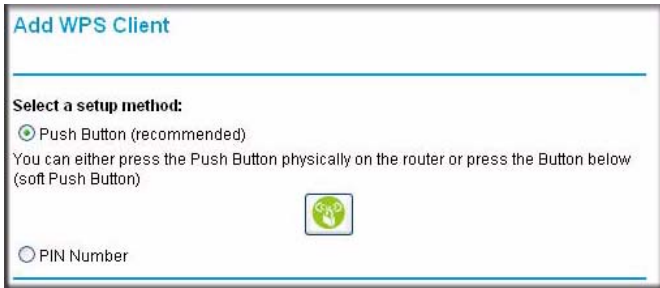 Add WPS Client
Select a setup method:
Push Button (recommended)
You can either press the Push Button physically on the router or press the Button below
(soft Push Button)
PIN Number